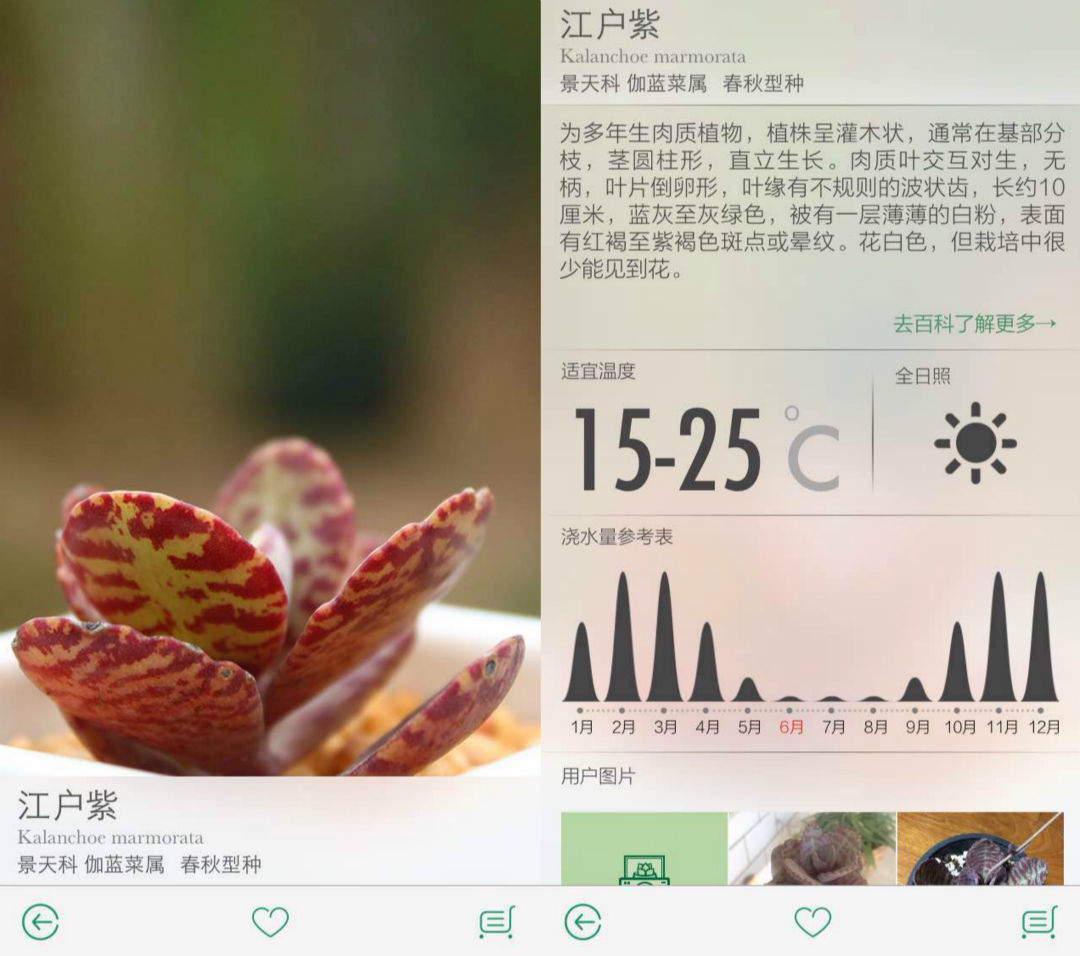 江户紫
Kalanchoe marmorata
景天科 伽蓝菜属 春秋型种
江户紫
Kalanchoe marmorata
景天科 伽蓝菜属 春秋型种
为多年生肉质植物，植株呈灌木状，通常在基部分
枝，茎圆柱形，直立生长。肉质叶交互对生，无
柄，叶片倒卵形，叶缘有不规则的波状齿，长约10
厘米，蓝灰至灰绿色，被有一层薄薄的白粉，表面
有红褐至紫褐色斑点或晕纹。花白色，但栽培中很
少能见到花。
去百科了解更多→
适宜温度
15-25 ℃
全日照
浇水量参考表
1月 2月 3月 4月 5月 6月 7月 8月 9月 10月 11月 12月
用户图片